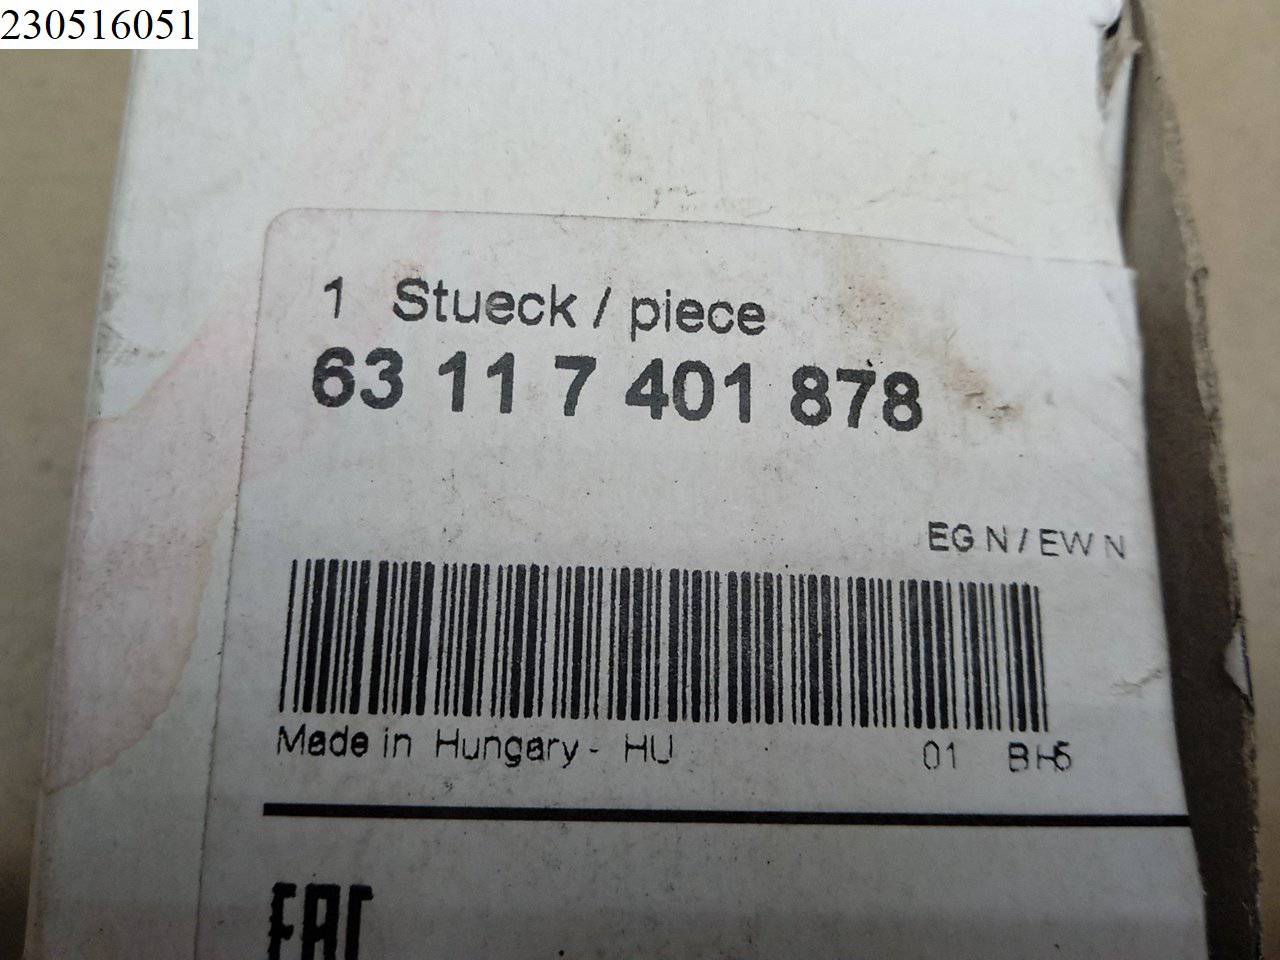 230516051
1 Stueck / piece
63 11 7 401 878
EG N / EW N
Made in Hungary - HU 01 BH5
EAC